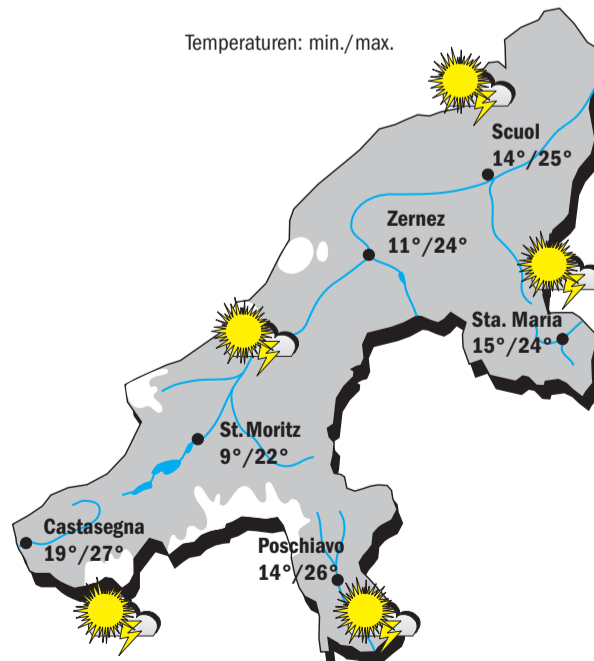 Temperaturen: min./max.
Scuol
14°/25°
Zernez
11°/24°
Sta. Maria
15°/24°
St. Moritz
9°/22°
Castasegna
19°/27°
Poschiavo
14°/26°